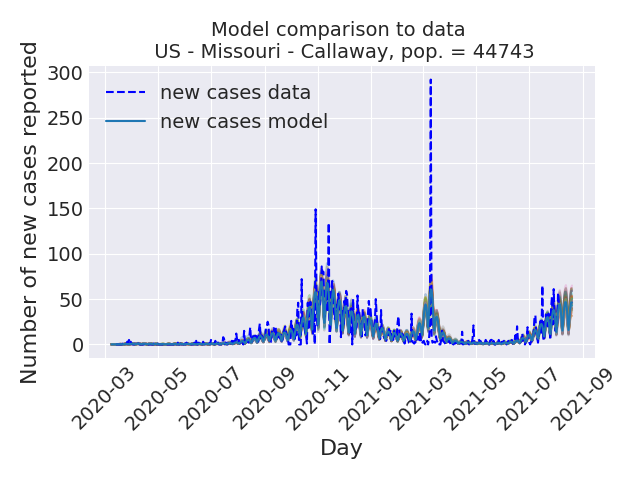 Model comparison to data
US - Missouri - Callaway, pop. = 44743
Number of new cases reported
300
250
200
150
100
50
0
new cases data
new cases model
2020-03
2020-05
2020-07
2020-09
2020-11
2021-01
2021-03
2021-05
2021-07
2021-09
Day